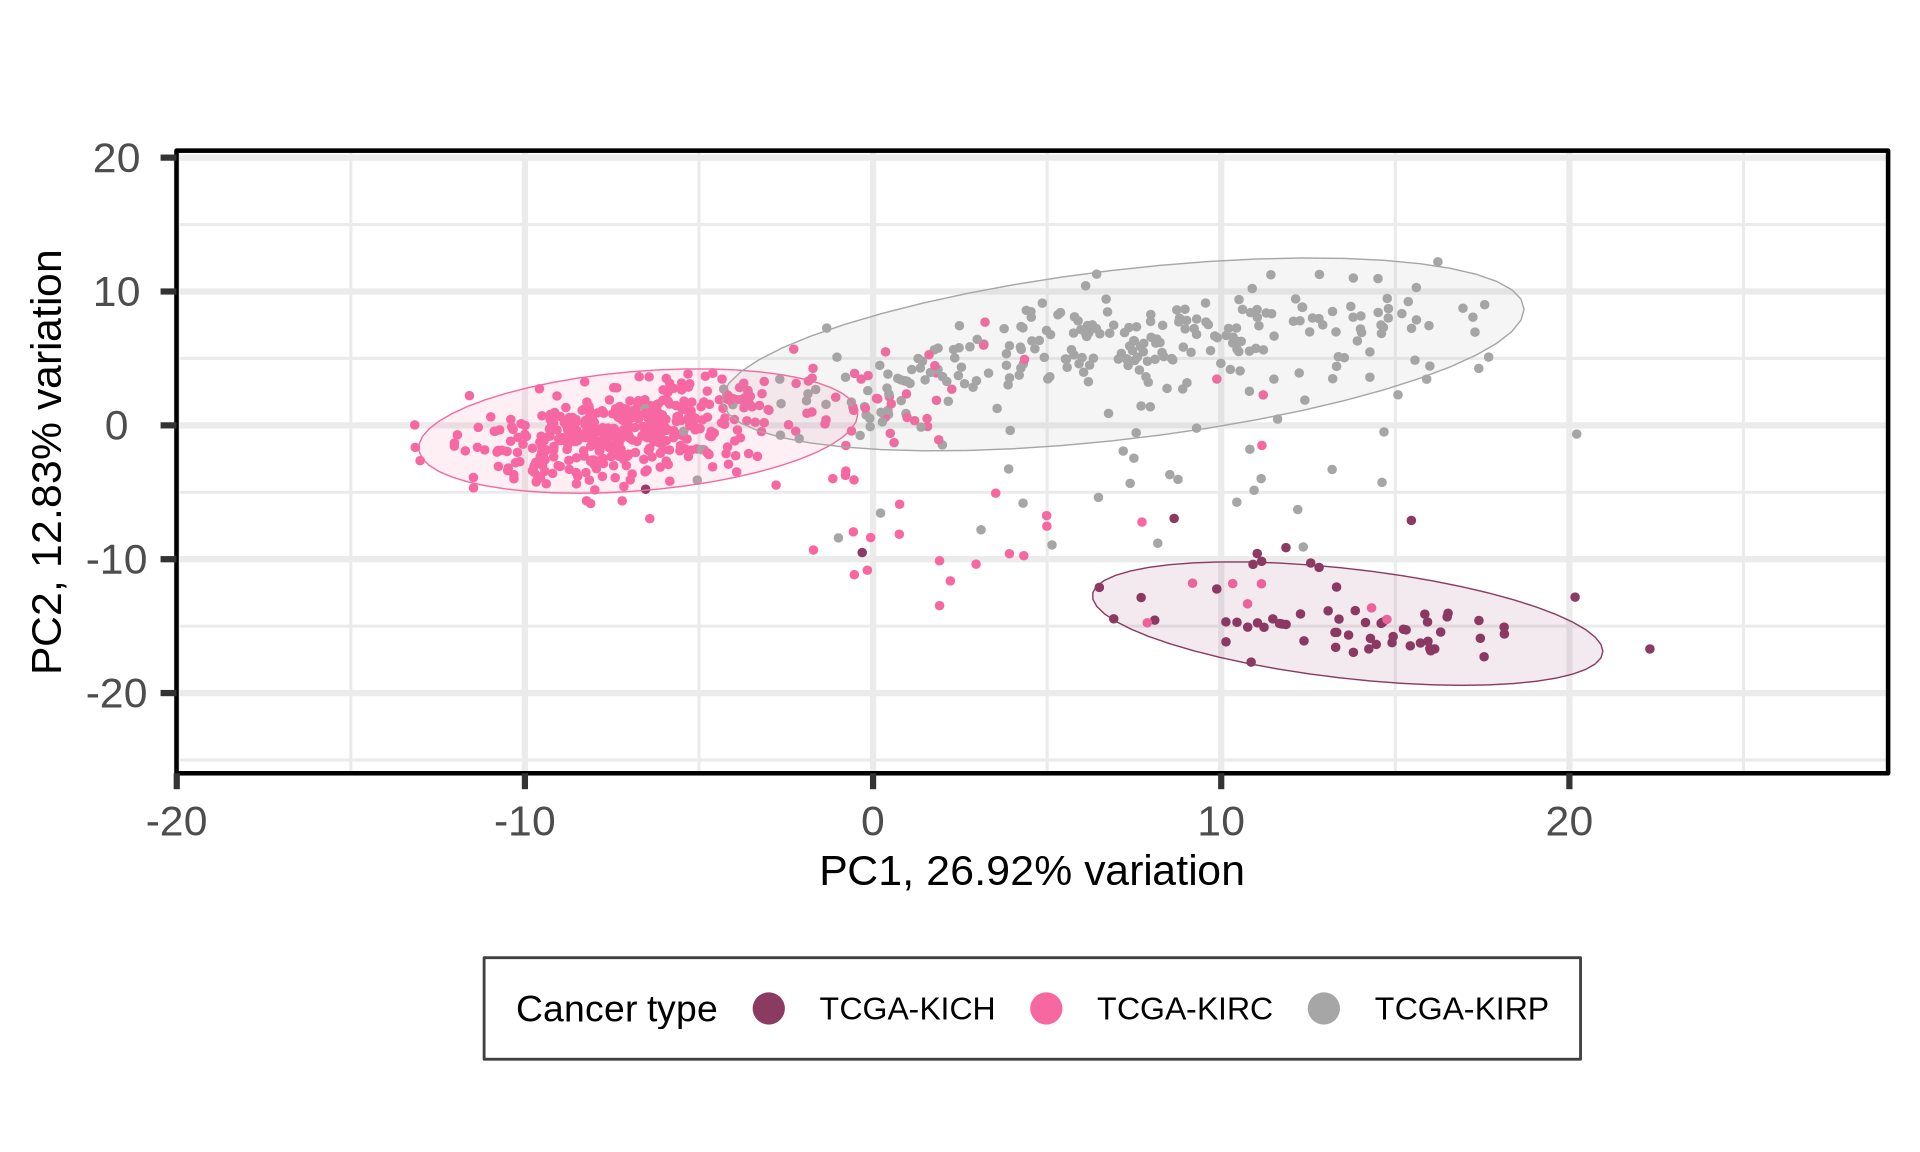 20
10
0
-10
-20
PC2, 12.83% variation
-20 -10 0 10 20
PC1, 26.92% variation
Cancer type TCGA-KICH TCGA-KIRC TCGA-KIRP